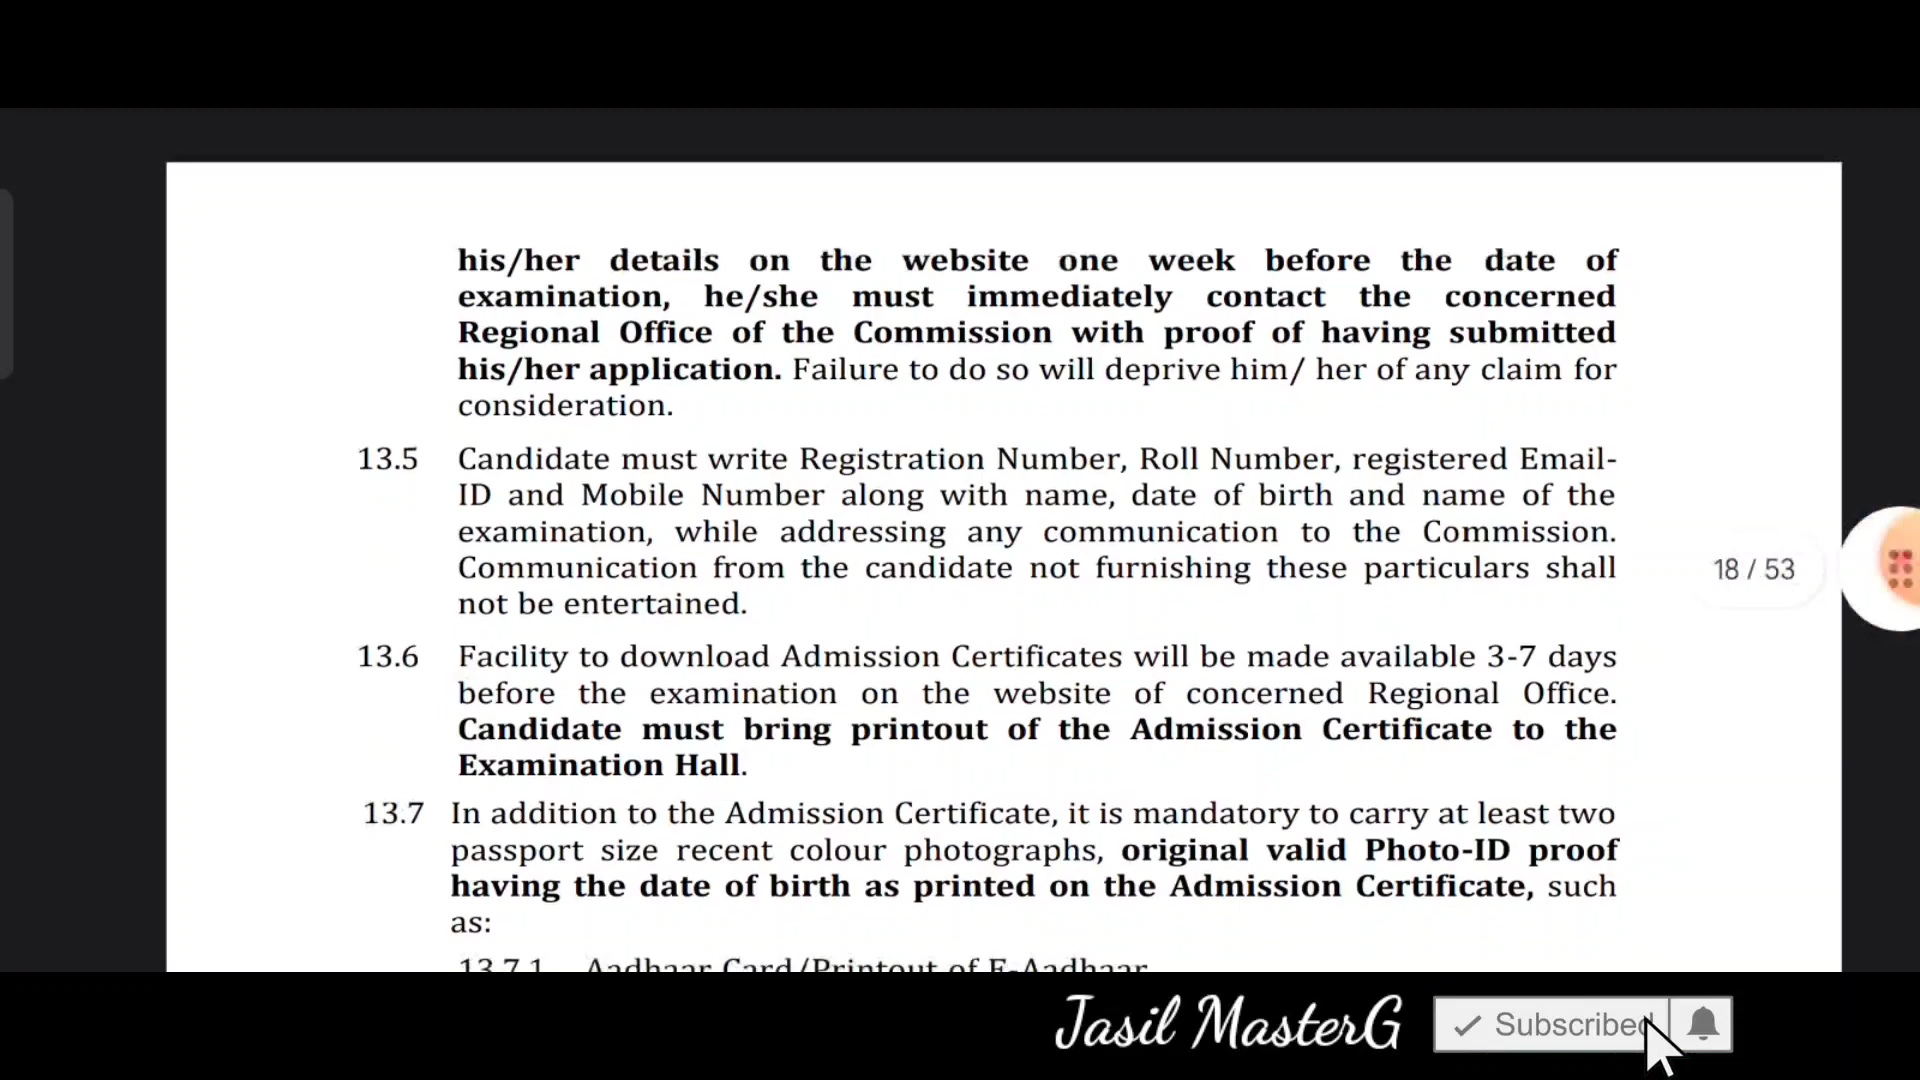 his/her details on the website one week before the date of
examination, he/she must immediately contact the concerned
Regional Office of the Commission with proof of having submitted
his/her application. Failure to do so will deprive him/ her of any claim for
consideration.
13.5 Candidate must write Registration Number, Roll Number, registered Email-
ID and Mobile Number along with name, date of birth and name of the
examination, while addressing any communication to the Commission.
Communication from the candidate not furnishing these particulars shall
not be entertained.
13.6 Facility to download Admission Certificates will be made available 3-7 days
before the examination on the website of concerned Regional Office.
Candidate must bring printout of the Admission Certificate to the
Examination Hall.
13.7 In addition to the Admission Certificate, it is mandatory to carry at least two
passport size recent colour photographs, original valid Photo-ID proof
having the date of birth as printed on the Admission Certificate, such
as:
13.7.1 Aadhaar Card/Printout of E-Aadhaar
18 / 53
Jasil MasterG
Subscribed